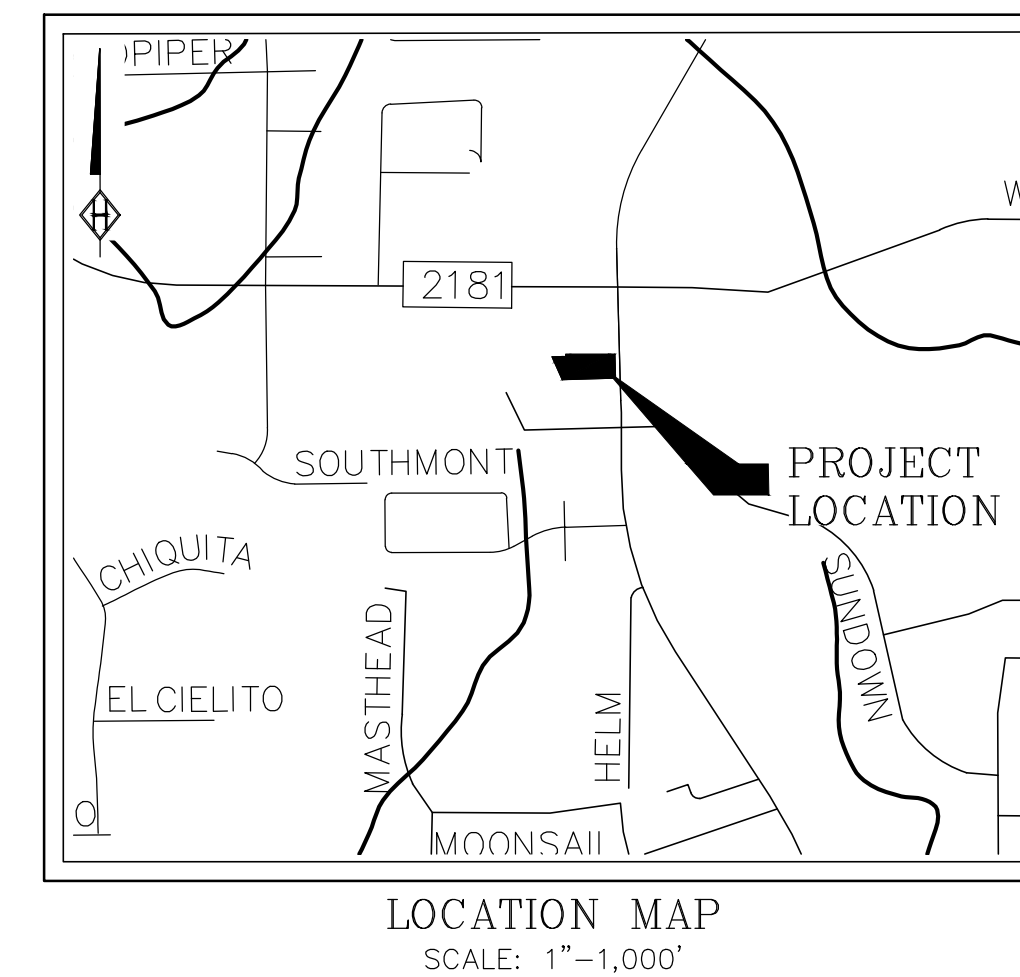 PIPER
H
W
2181
SOUTHMONT
PROJECT
LOCATION
CHIQUITA
SUNDOWN
MASTHEAD
EL CIELITO
HELM
O
MOONSAIL
LOCATION MAP
SCALE: 1"-1,000'